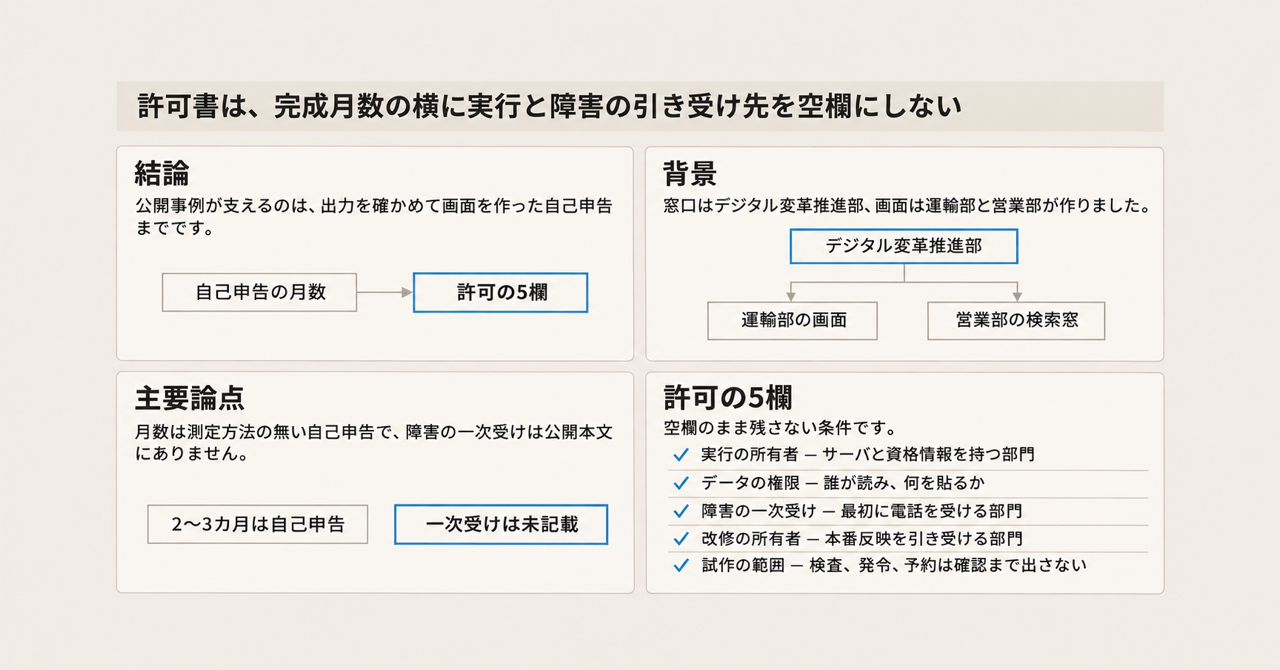 許可書は、完成月数の横に実行と障害の引き受け先を空欄にしない
結論
公開事例が支えるのは、出力を確かめて画面を作った自己申告
までです。
自己申告の月数
許可の5欄
背景
窓口はデジタル変革推進部、画面は運輸部と営業部が作りました。
デジタル変革推進部
運輸部の画面
営業部の検索窓
主要論点
月数は測定方法の無い自己申告で、障害の一次受けは公開本文
にありません。
2〜3カ月は自己申告
一次受けは未記載
許可の5欄
空欄のまま残さない条件です。
実行の所有者 — サーバと資格情報を持つ部門
データの権限 — 誰が読み、何を貼るか
障害の一次受け — 最初に電話を受ける部門
改修の所有者 — 本番反映を引き受ける部門
試作の範囲 — 検査、発令、予約は確認まで出さない